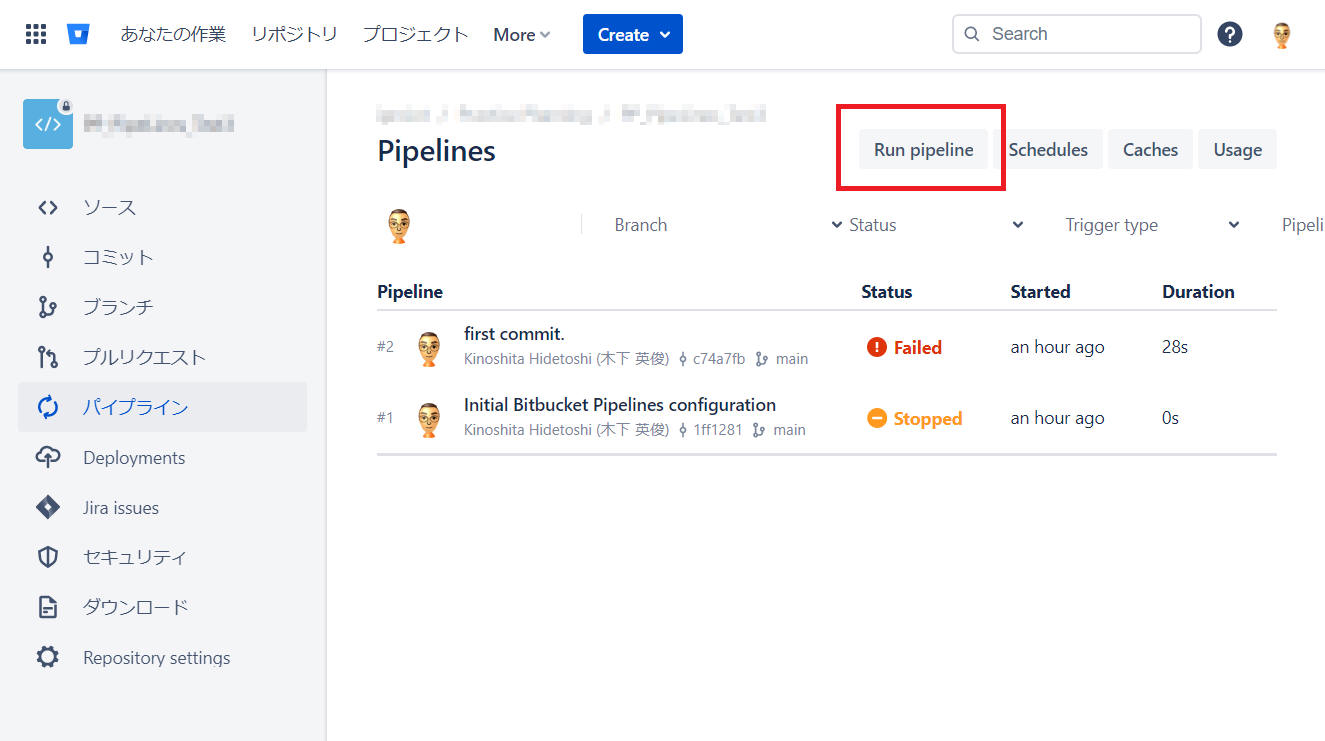 あなたの作業 リポジトリ プロジェクト More Create Search ?
</>
Pipelines
Run pipeline Schedules Caches Usage
Branch Status Trigger type Pipeli
Pipeline Status Started Duration
#2 first commit. Failed an hour ago 28s
Kinoshita Hidetoshi (木下 英俊) c74a7fb main
#1 Initial Bitbucket Pipelines configuration Stopped an hour ago 0s
Kinoshita Hidetoshi (木下 英俊) 1ff1281 main
ソース
コミット
ブランチ
プルリクエスト
パイプライン
Deployments
Jira issues
セキュリティ
ダウンロード
Repository settings